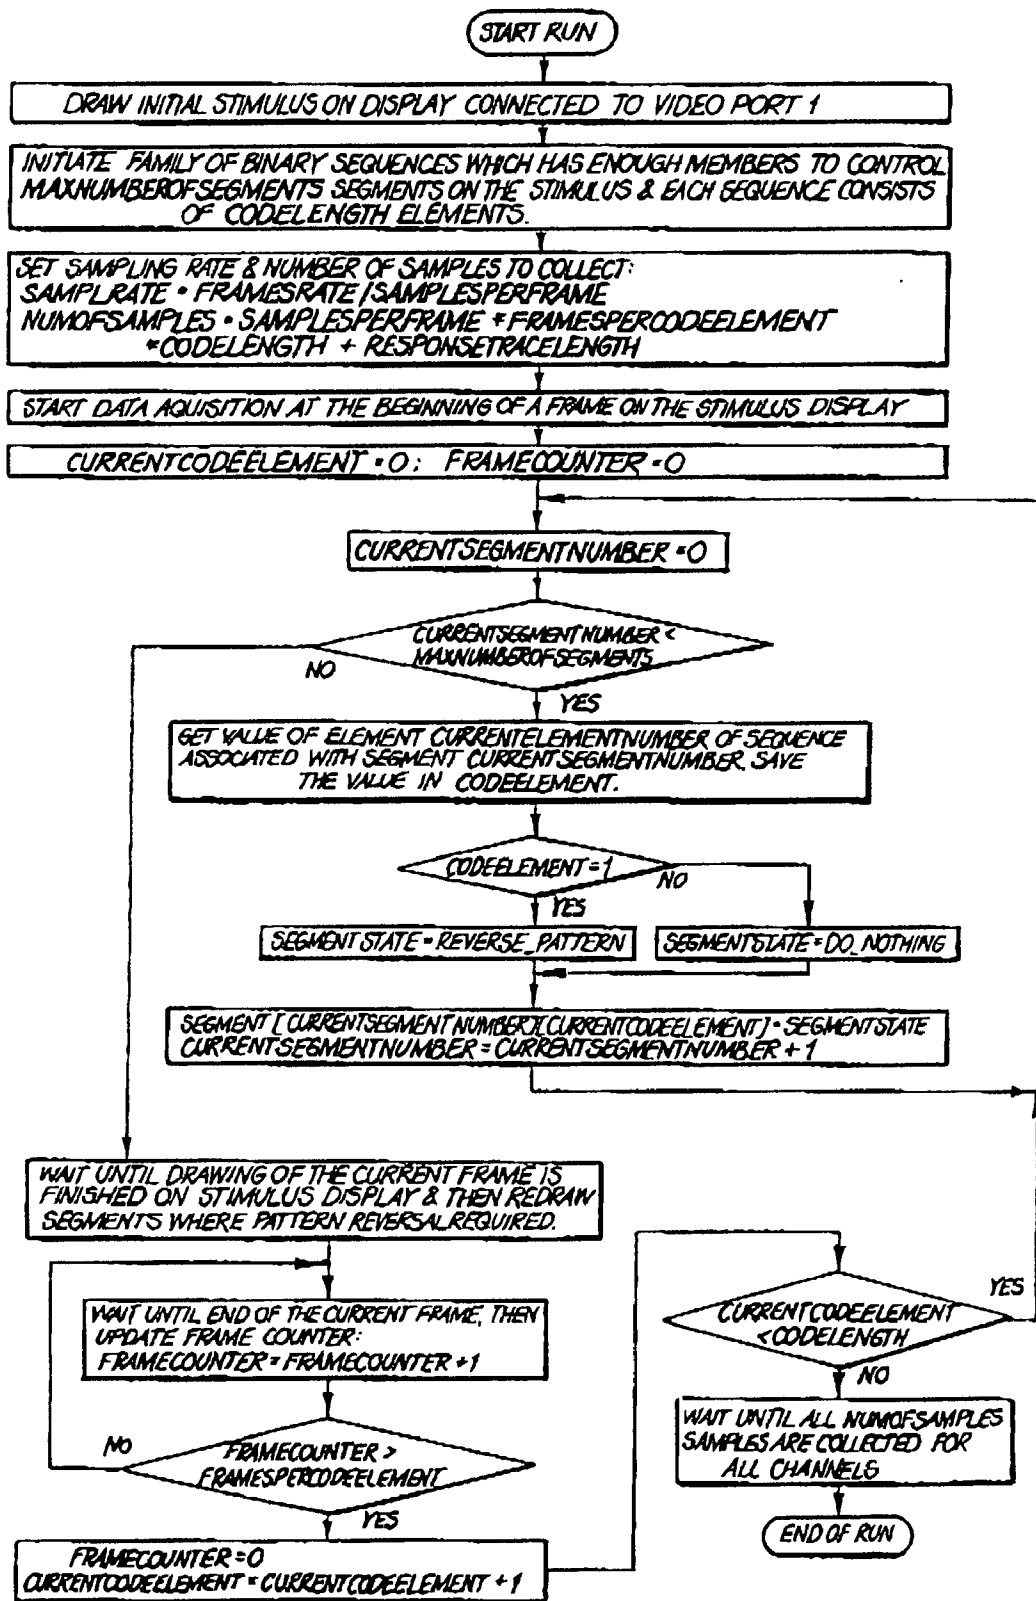 START RUN
DRAW INITIAL STIMULUS ON DISPLAY CONNECTED TO VIDEO PORT 1
INITIATE FAMILY OF BINARY SEQUENCES WHICH HAS ENOUGH MEMBERS TO CONTROL
MAXNUMBEROFSEGMENTS SEGMENTS ON THE STIMULUS & EACH SEQUENCE CONSISTS
OF CODELENGTH ELEMENTS.
SET SAMPLING RATE & NUMBER OF SAMPLES TO COLLECT:
SAMPLRATE = FRAMESRATE/SAMPLESPERFRAME
NUMOFSAMPLES = SAMPLESPERFRAME *FRAMESPERCODEELEMENT
*CODELENGTH + RESPONSETRACELENGTH
START DATA AQUISITION AT THE BEGINNING OF A FRAME ON THE STIMULUS DISPLAY
CURRENTCODEELEMENT =0; FRAMECOUNTER =0
CURRENTSEGMENTNUMBER =0
CURRENTSEGMENTNUMBER <
MAXNUMBEROFSEGMENTS
NO
YES
GET VALUE OF ELEMENT CURRENTELEMENTNUMBER OF SEQUENCE
ASSOCIATED WITH SEGMENT CURRENTSEGMENTNUMBER. SAVE
THE VALUE IN CODEELEMENT.
CODEELEMENT=1
NO
YES
SEGMENTSTATE=REVERSE_PATTERN
SEGMENTSTATE=DO_NOTHING
SEGMENT[CURRENTSEGMENTNUMBER][CURRENTCODEELEMENT]=SEGMENTSTATE
CURRENTSEGMENTNUMBER=CURRENTSEGMENTNUMBER+1
WAIT UNTIL DRAWING OF THE CURRENT FRAME IS
FINISHED ON STIMULUS DISPLAY & THEN REDRAW
SEGMENTS WHERE PATTERN REVERSAL REQUIRED.
WAIT UNTIL END OF THE CURRENT FRAME, THEN
UPDATE FRAME COUNTER:
FRAMECOUNTER=FRAMECOUNTER+1
FRAMECOUNTER>
FRAMESPERCODEELEMENT
NO
YES
FRAMECOUNTER=0
CURRENTCODEELEMENT=CURRENTCODEELEMENT+1
CURRENTCODEELEMENT
<CODELENGTH
YES
NO
WAIT UNTIL ALL NUMOFSAMPLES
SAMPLES ARE COLLECTED FOR
ALL CHANNELS
END OF RUN